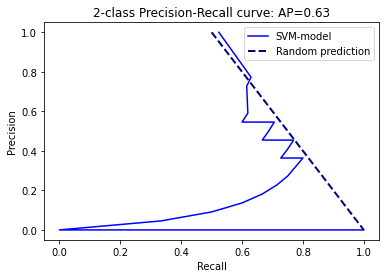 2-class Precision-Recall curve: AP=0.63
SVM-model
Random prediction
Precision
1.0
0.8
0.6
0.4
0.2
0.0
0.0 0.2 0.4 0.6 0.8 1.0
Recall